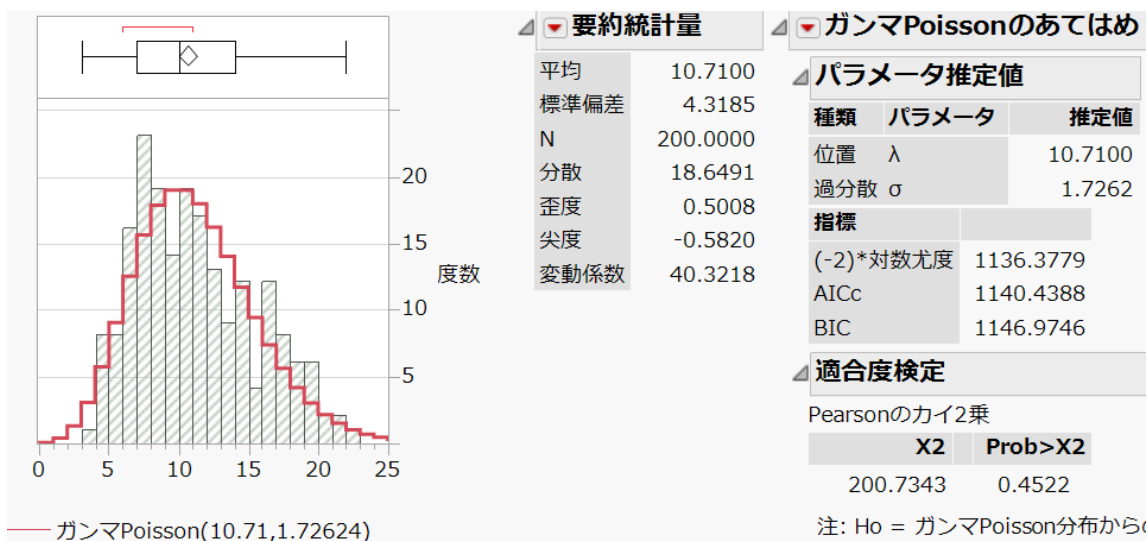 要約統計量
平均 10.7100
標準偏差 4.3185
N 200.0000
分散 18.6491
歪度 0.5008
尖度 -0.5820
変動係数 40.3218
ガンマPoissonのあてはめ
パラメータ推定値
種類 パラメータ 推定値
位置 λ 10.7100
過分散 σ 1.7262
指標
(-2)*対数尤度 1136.3779
AICc 1140.4388
BIC 1146.9746
適合度検定
Pearsonのカイ2乗
X2 Prob>X2
200.7343 0.4522
注: Ho = ガンマPoisson分布から
20
15
度数
10
5
0 5 10 15 20 25
ガンマPoisson(10.71,1.72624)